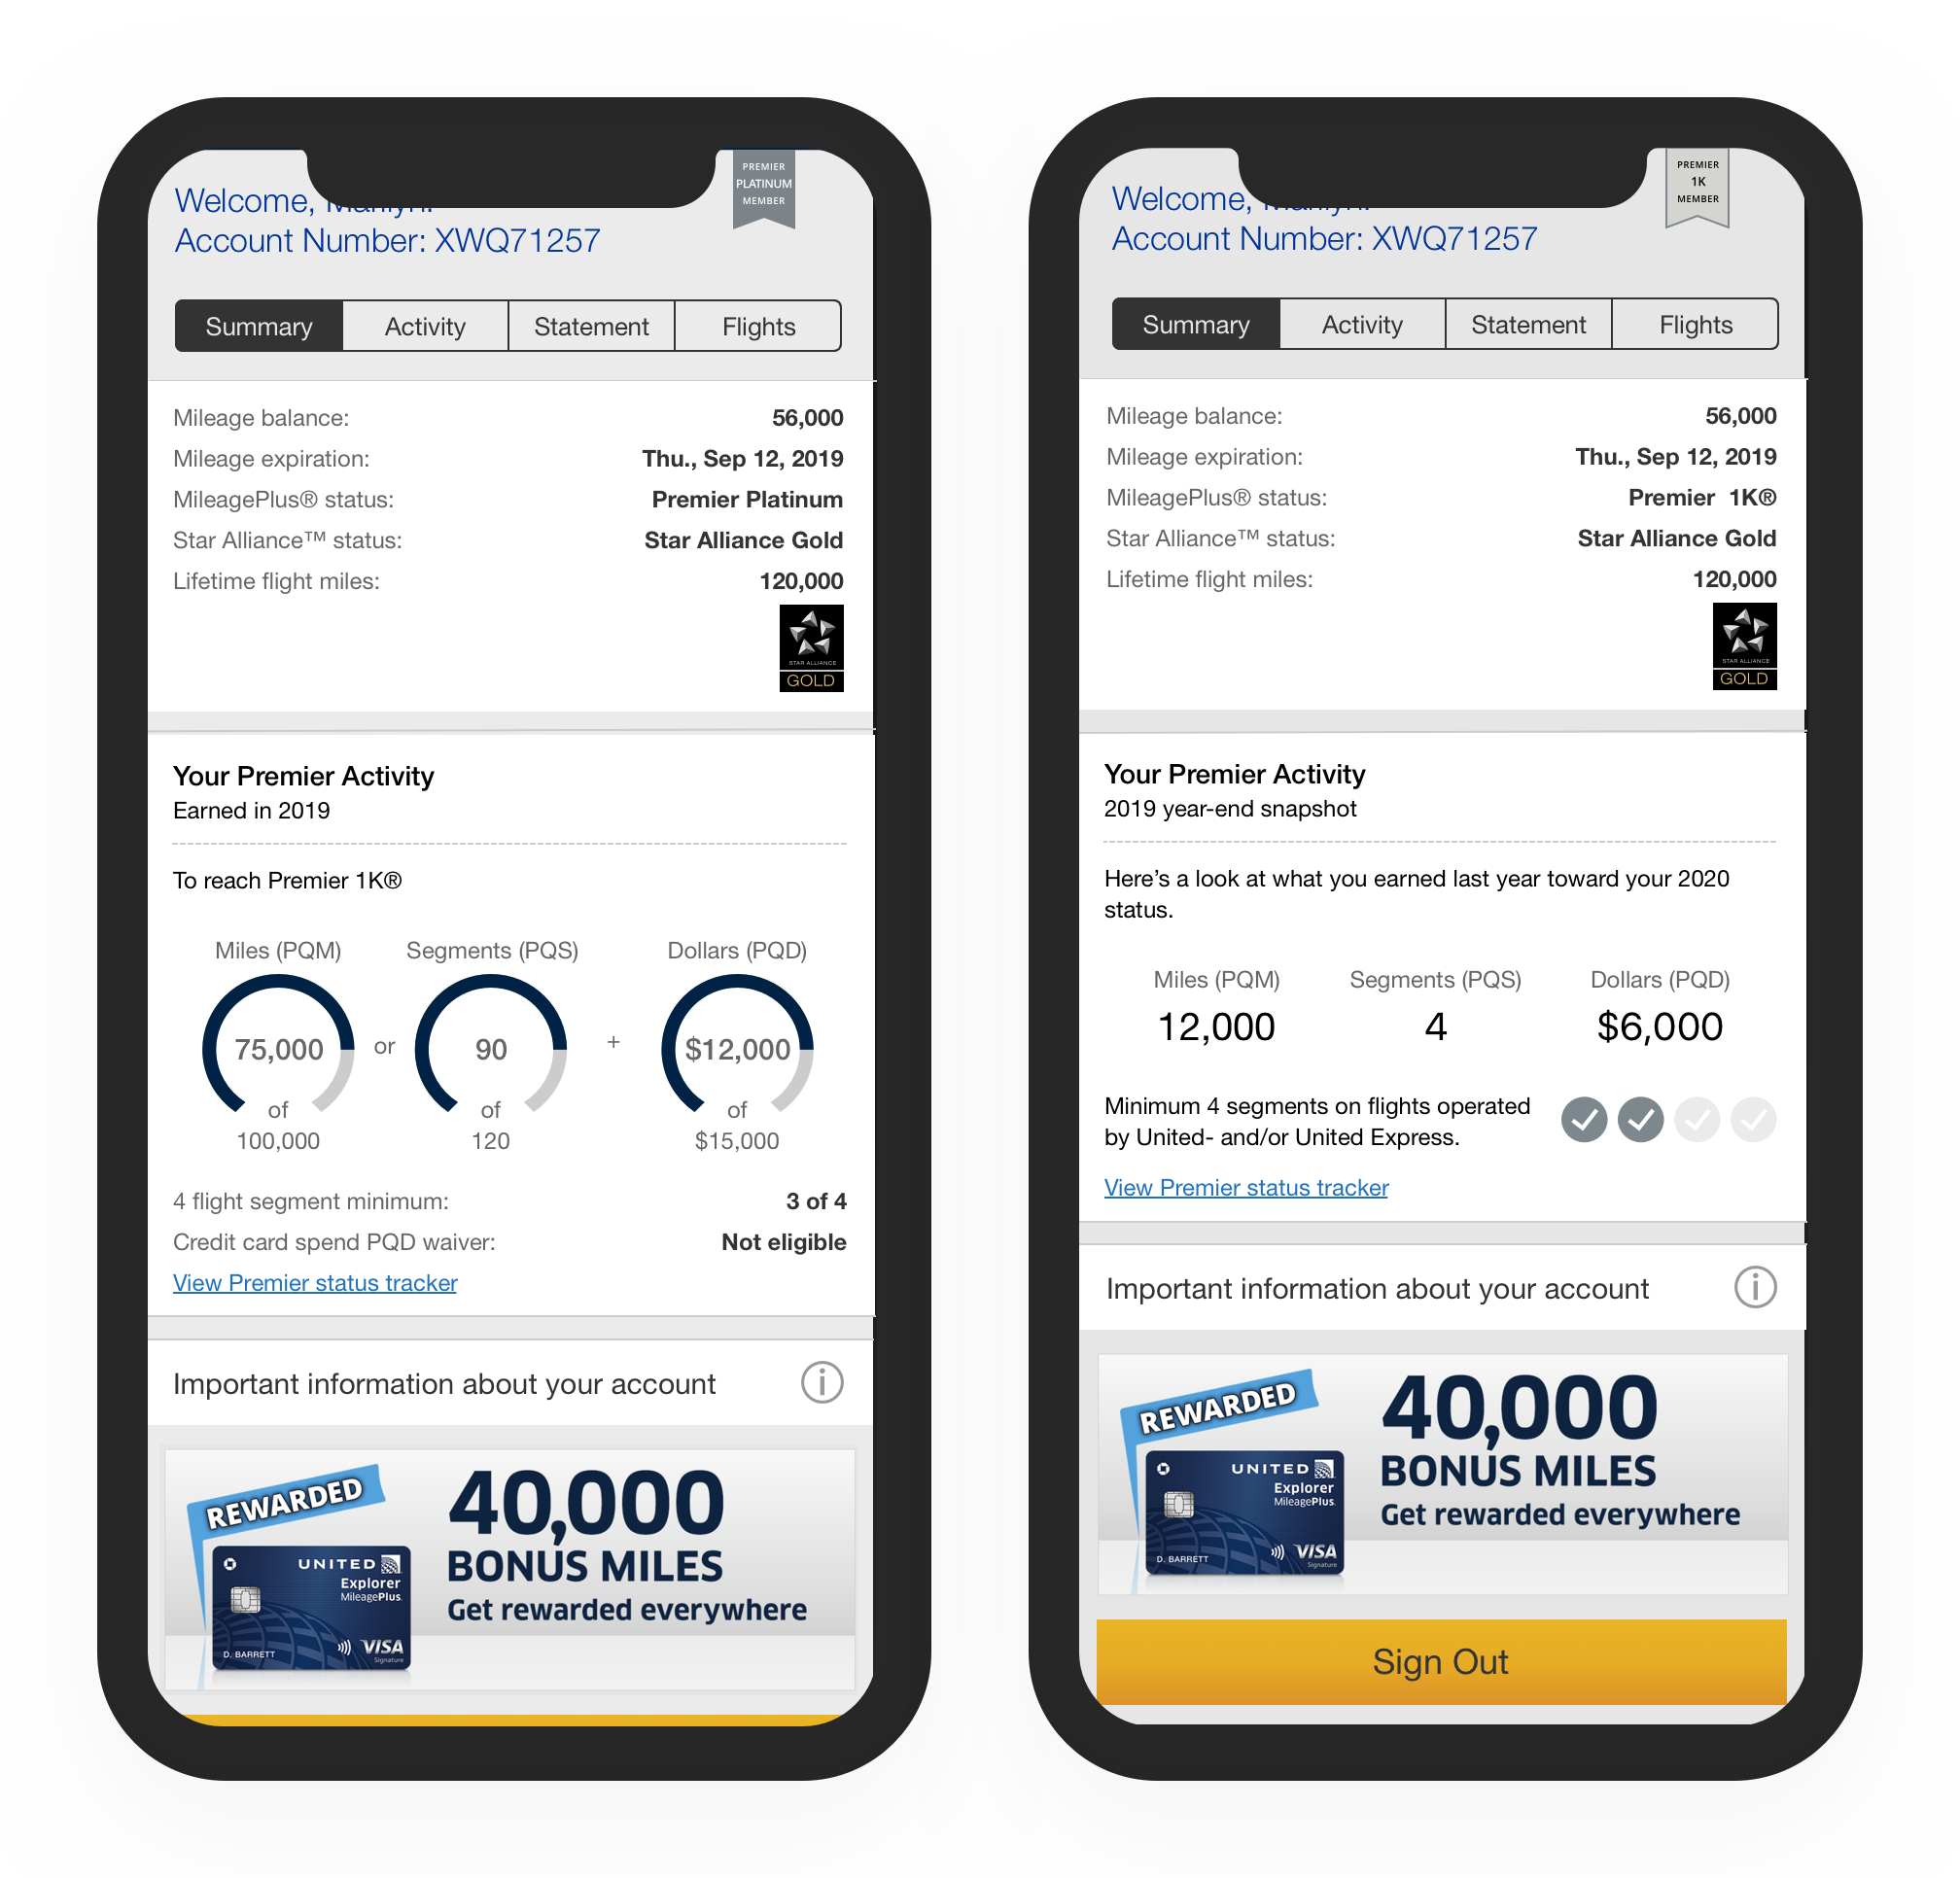 PREMIER
PLATINUM
MEMBER
Welcome, Marilyn.
Account Number: XWQ71257
Summary Activity Statement Flights
Mileage balance: 56,000
Mileage expiration: Thu., Sep 12, 2019
MileagePlus® status: Premier Platinum
Star Alliance™ status: Star Alliance Gold
Lifetime flight miles: 120,000
STAR ALLIANCE
GOLD
Your Premier Activity
Earned in 2019
To reach Premier 1K®
Miles (PQM) Segments (PQS) Dollars (PQD)
75,000 or 90 + $12,000
of of of
100,000 120 $15,000
4 flight segment minimum: 3 of 4
Credit card spend PQD waiver: Not eligible
View Premier status tracker
Important information about your account
REWARDED
UNITED
Explorer
MileagePlus.
D. BARRETT
VISA
Signature
40,000
BONUS MILES
Get rewarded everywhere
PREMIER
1K
MEMBER
Welcome, Marilyn.
Account Number: XWQ71257
Summary Activity Statement Flights
Mileage balance: 56,000
Mileage expiration: Thu., Sep 12, 2019
MileagePlus® status: Premier 1K®
Star Alliance™ status: Star Alliance Gold
Lifetime flight miles: 120,000
STAR ALLIANCE
GOLD
Your Premier Activity
2019 year-end snapshot
Here’s a look at what you earned last year toward your 2020
status.
Miles (PQM) Segments (PQS) Dollars (PQD)
12,000 4 $6,000
Minimum 4 segments on flights operated
by United- and/or United Express.
View Premier status tracker
Important information about your account
REWARDED
UNITED
Explorer
MileagePlus.
D. BARRETT
VISA
Signature
40,000
BONUS MILES
Get rewarded everywhere
Sign Out